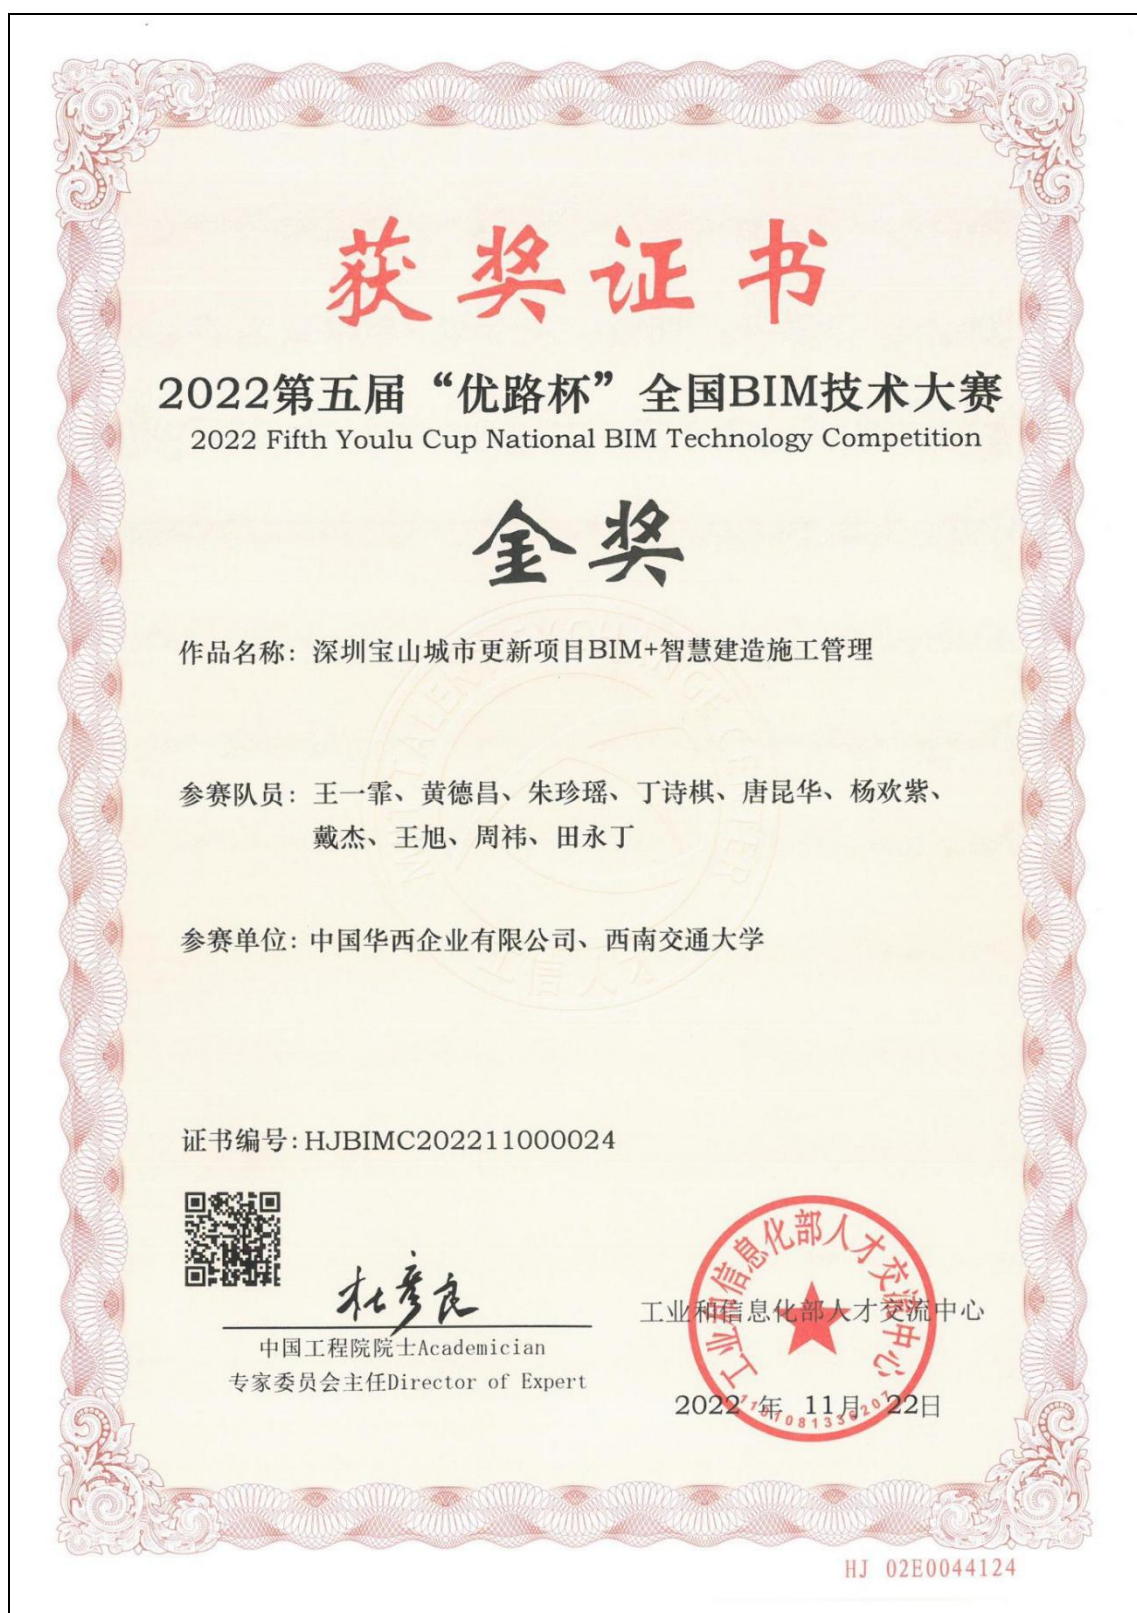 获奖证书
2022第五届“优路杯”全国BIM技术大赛
2022 Fifth Youlu Cup National BIM Technology Competition
金奖
作品名称：深圳宝山城市更新项目BIM+智慧建造施工管理
参赛队员：王一霏、黄德昌、朱珍瑶、丁诗棋、唐昆华、杨欢紫、
戴杰、王旭、周祎、田永丁
参赛单位：中国华西企业有限公司、西南交通大学
证书编号：HJBIMC202211000024
杜彦良
中国工程院院士Academician
专家委员会主任Director of Expert
工业和信息化部人才交流中心
工业和信息化部人才交流中心
2022 年 11月 22日
HJ 02E0044124